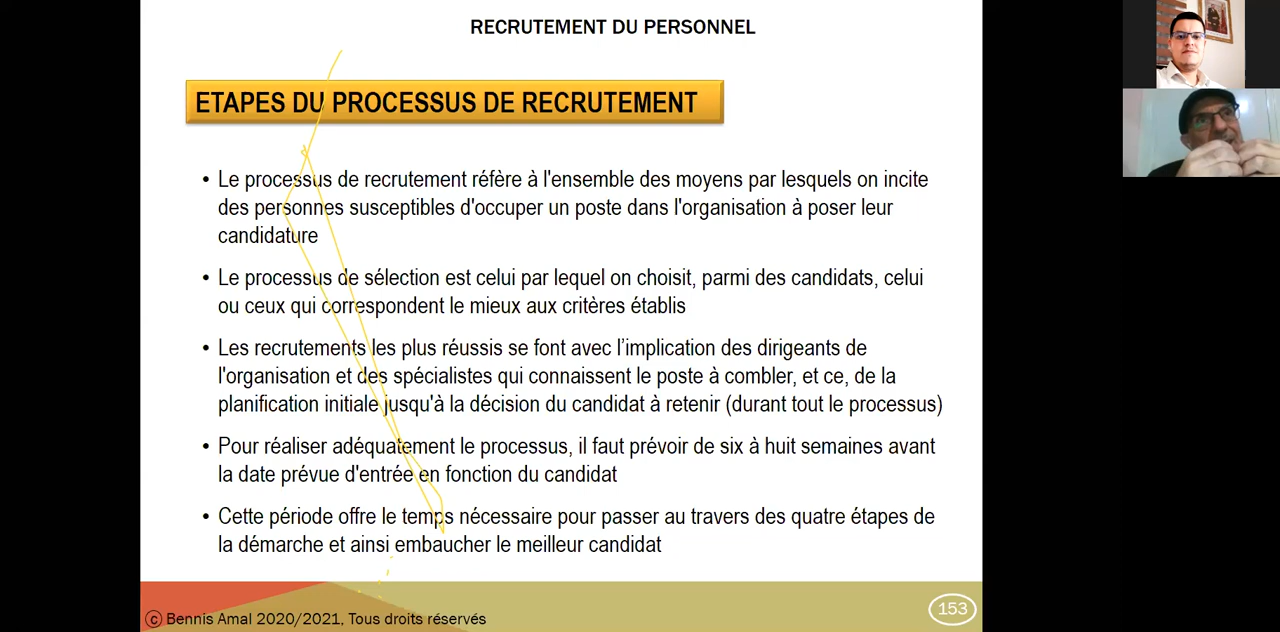 RECRUTEMENT DU PERSONNEL
ETAPES DU PROCESSUS DE RECRUTEMENT
• Le processus de recrutement réfère à l'ensemble des moyens par lesquels on incite
des personnes susceptibles d'occuper un poste dans l'organisation à poser leur
candidature
• Le processus de sélection est celui par lequel on choisit, parmi des candidats, celui
ou ceux qui correspondent le mieux aux critères établis
• Les recrutements les plus réussis se font avec l’implication des dirigeants de
l'organisation et des spécialistes qui connaissent le poste à combler, et ce, de la
planification initiale jusqu'à la décision du candidat à retenir (durant tout le processus)
• Pour réaliser adéquatement le processus, il faut prévoir de six à huit semaines avant
la date prévue d'entrée en fonction du candidat
• Cette période offre le temps nécessaire pour passer au travers des quatre étapes de
la démarche et ainsi embaucher le meilleur candidat
© Bennis Amal 2020/2021, Tous droits réservés
153